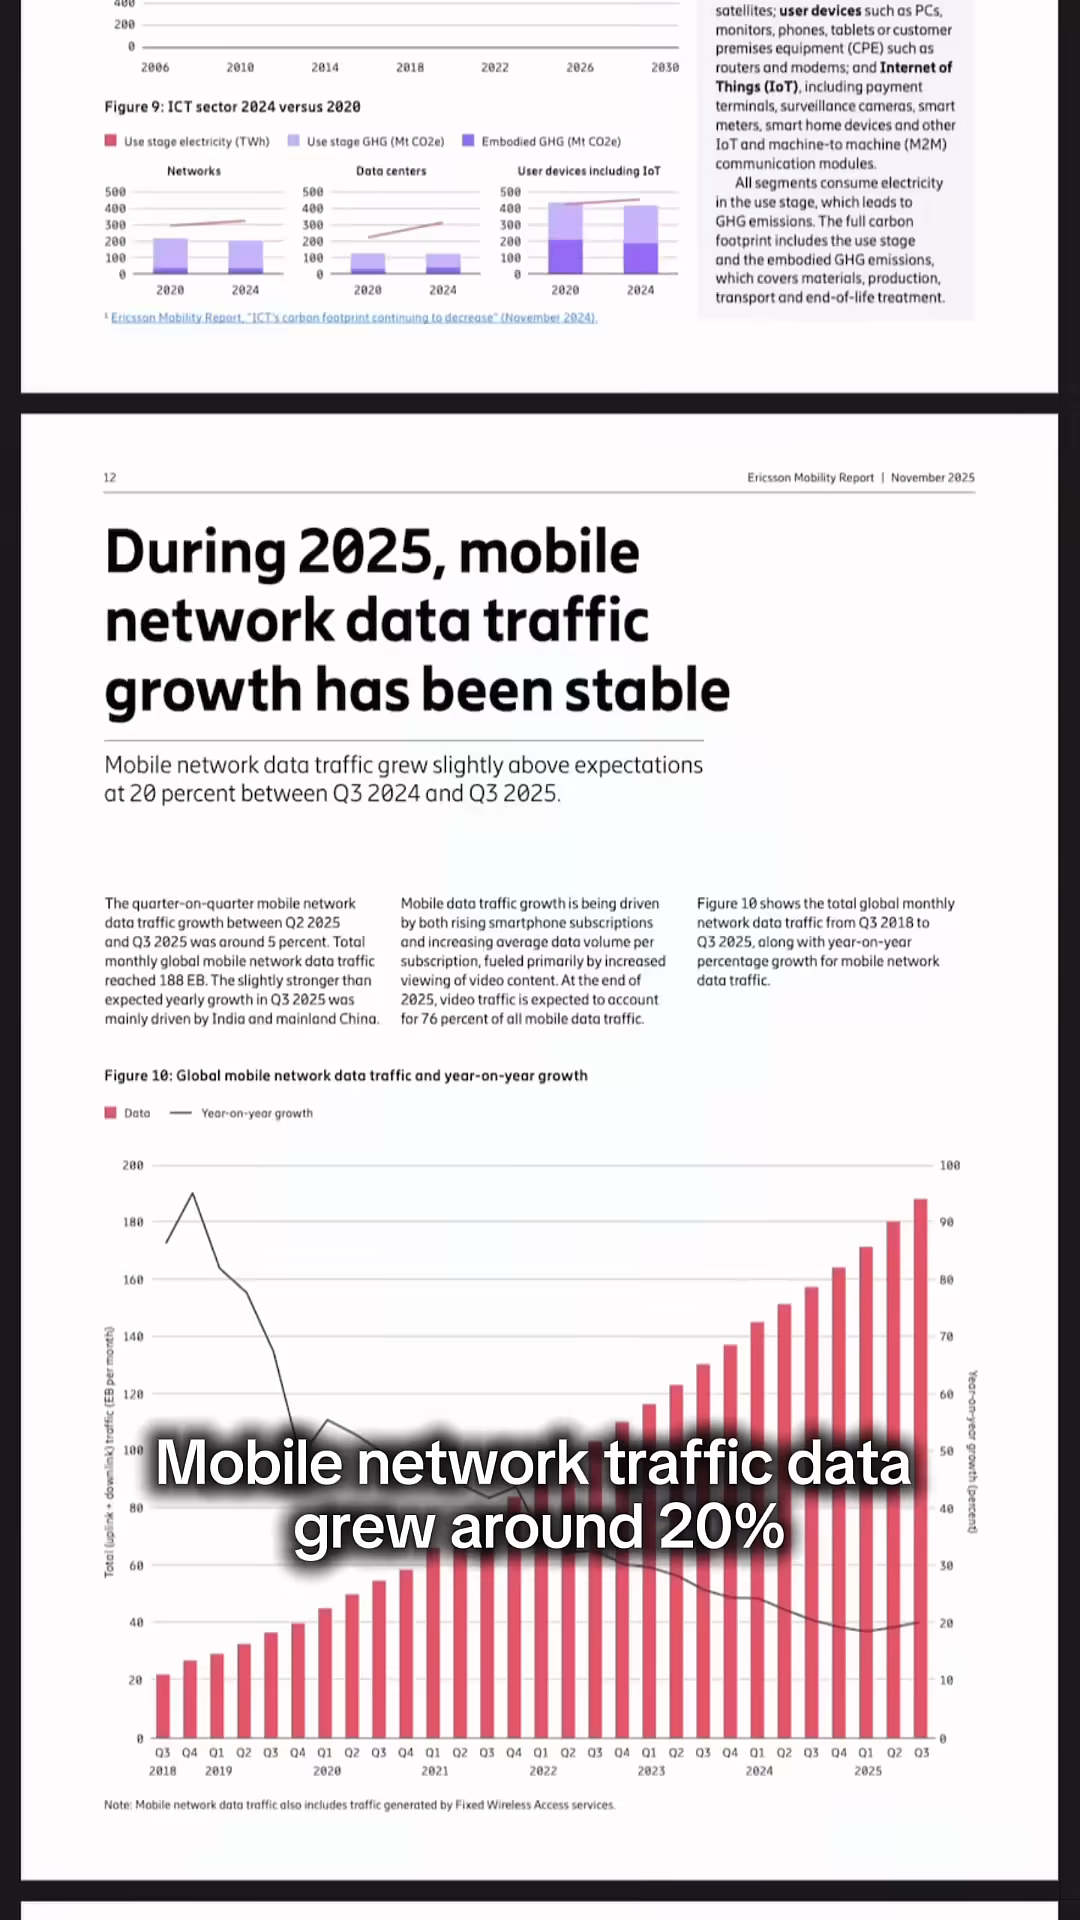 400
200
0
2006 2010 2014 2018 2022 2026 2030
Figure 9: ICT sector 2024 versus 2020
Use stage electricity (TWh) Use stage GHG (Mt CO2e) Embodied GHG (Mt CO2e)
Networks
500
400
300
200
100
0
2020 2024
Data centers
500
400
300
200
100
0
2020 2024
User devices including IoT
500
400
300
200
100
0
2020 2024
¹ Ericsson Mobility Report, "ICT's carbon footprint continuing to decrease" (November 2024).
satellites; user devices such as PCs,
monitors, phones, tablets or customer
premises equipment (CPE) such as
routers and modems; and Internet of
Things (IoT), including payment
terminals, surveillance cameras, smart
meters, smart home devices and other
IoT and machine-to machine (M2M)
communication modules.
All segments consume electricity
in the use stage, which leads to
GHG emissions. The full carbon
footprint includes the use stage
and the embodied GHG emissions,
which covers materials, production,
transport and end-of-life treatment.
12
Ericsson Mobility Report | November 2025
During 2025, mobile
network data traffic
growth has been stable
Mobile network data traffic grew slightly above expectations
at 20 percent between Q3 2024 and Q3 2025.
The quarter-on-quarter mobile network
data traffic growth between Q2 2025
and Q3 2025 was around 5 percent. Total
monthly global mobile network data traffic
reached 188 EB. The slightly stronger than
expected yearly growth in Q3 2025 was
mainly driven by India and mainland China.
Mobile data traffic growth is being driven
by both rising smartphone subscriptions
and increasing average data volume per
subscription, fueled primarily by increased
viewing of video content. At the end of
2025, video traffic is expected to account
for 76 percent of all mobile data traffic.
Figure 10 shows the total global monthly
network data traffic from Q3 2018 to
Q3 2025, along with year-on-year
percentage growth for mobile network
data traffic.
Figure 10: Global mobile network data traffic and year-on-year growth
Data Year-on-year growth
Total (uplink + downlink) traffic (EB per month)
200
180
160
140
120
100
80
60
40
20
0
100
90
80
70
60
50
40
30
20
10
0
Year-on-year growth (percent)
Mobile network traffic data
grew around 20%
Q3 Q4 Q1 Q2 Q3 Q4 Q1 Q2 Q3 Q4 Q1 Q2 Q3 Q4 Q1 Q2 Q3 Q4 Q1 Q2 Q3 Q4 Q1 Q2 Q3 Q4 Q1 Q2 Q3
2018 2019 2020 2021 2022 2023 2024 2025
Note: Mobile network data traffic also includes traffic generated by Fixed Wireless Access services.